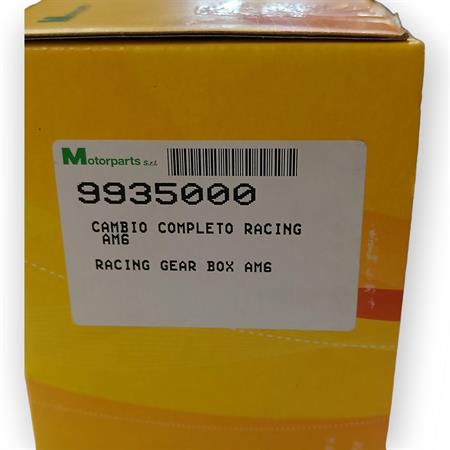 Motorparts S.r.l.
9935000
CAMBIO COMPLETO RACING
AM6
RACING GEAR BOX AM6